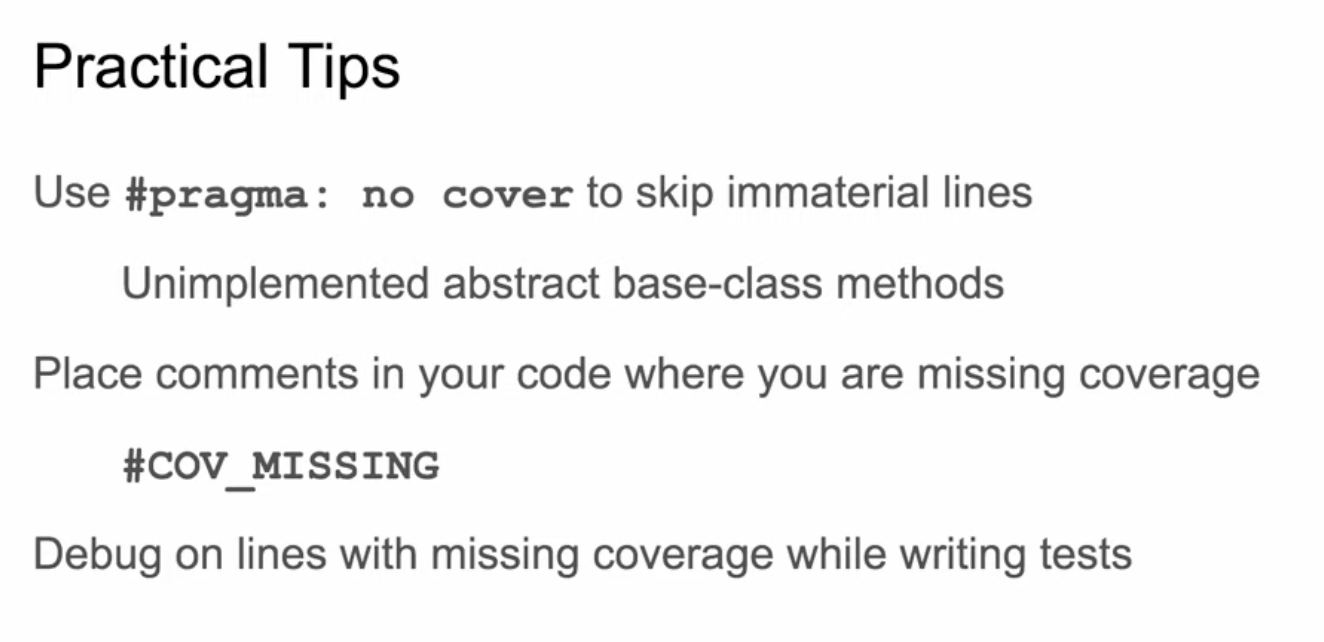 Practical Tips
Use #pragma: no cover to skip immaterial lines
Unimplemented abstract base-class methods
Place comments in your code where you are missing coverage
#COV_MISSING
Debug on lines with missing coverage while writing tests